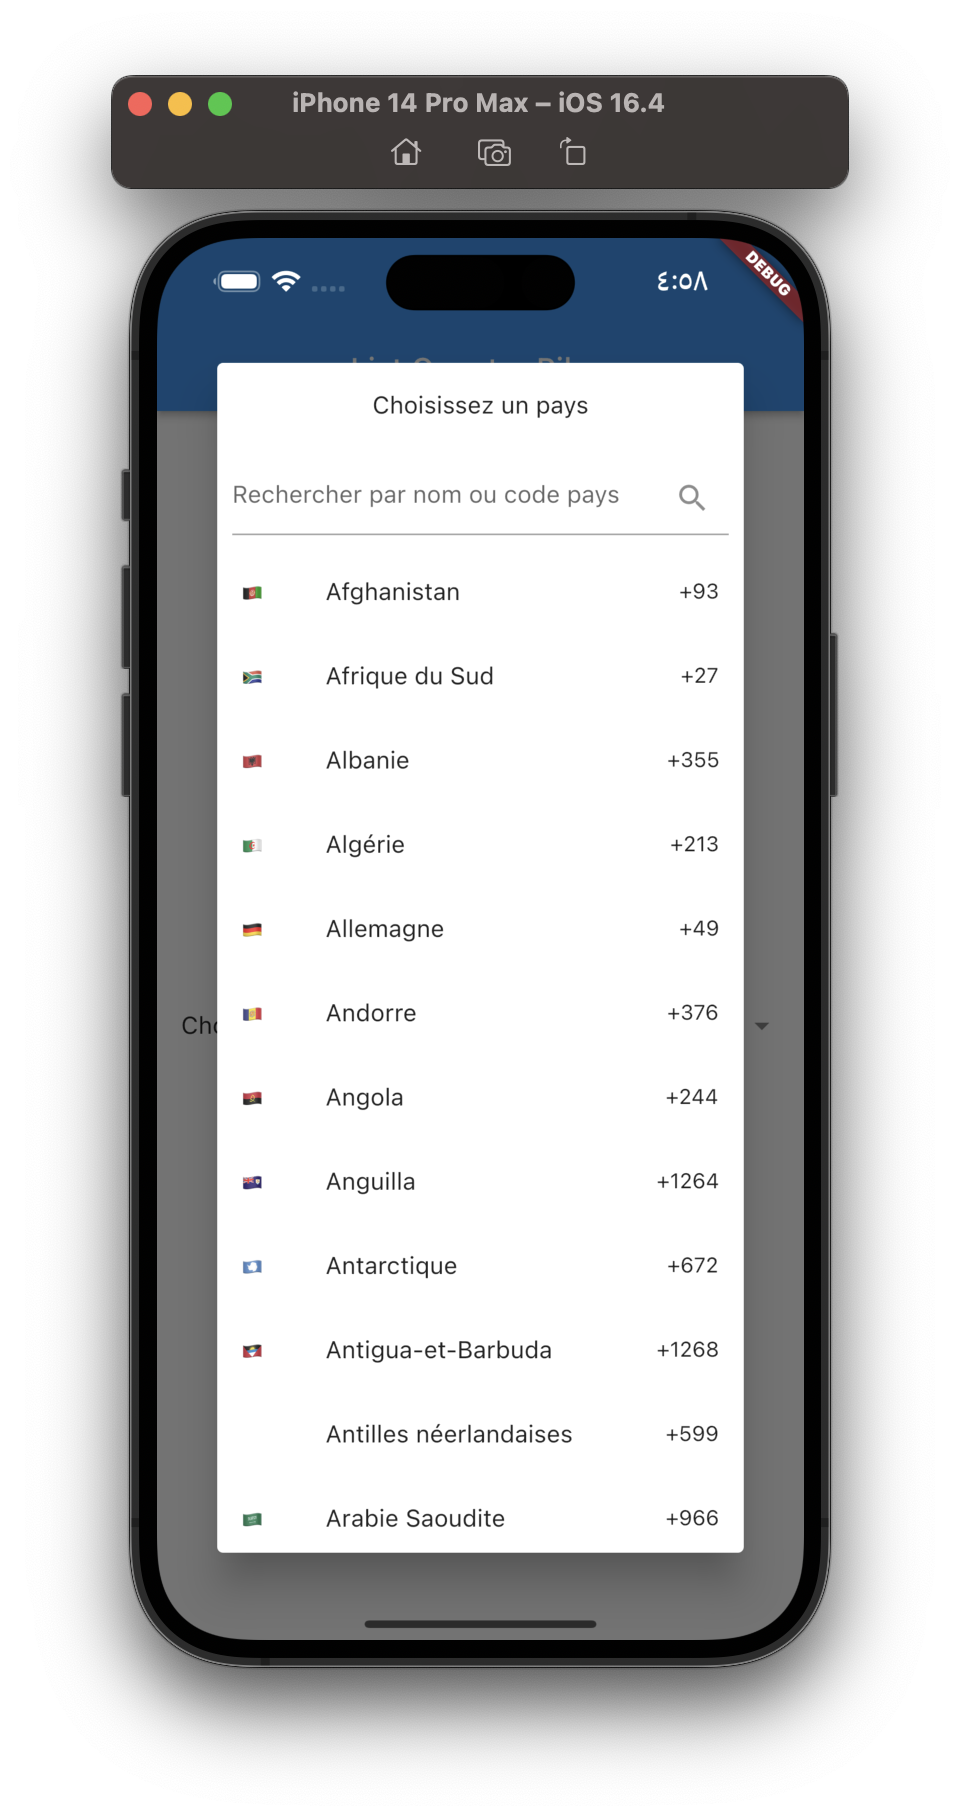 iPhone 14 Pro Max – iOS 16.4
٤:٥٨
DEBUG
Choisissez un pays
Rechercher par nom ou code pays
Afghanistan +93
Afrique du Sud +27
Albanie +355
Algérie +213
Allemagne +49
Andorre +376
Angola +244
Anguilla +1264
Antarctique +672
Antigua-et-Barbuda +1268
Antilles néerlandaises +599
Arabie Saoudite +966